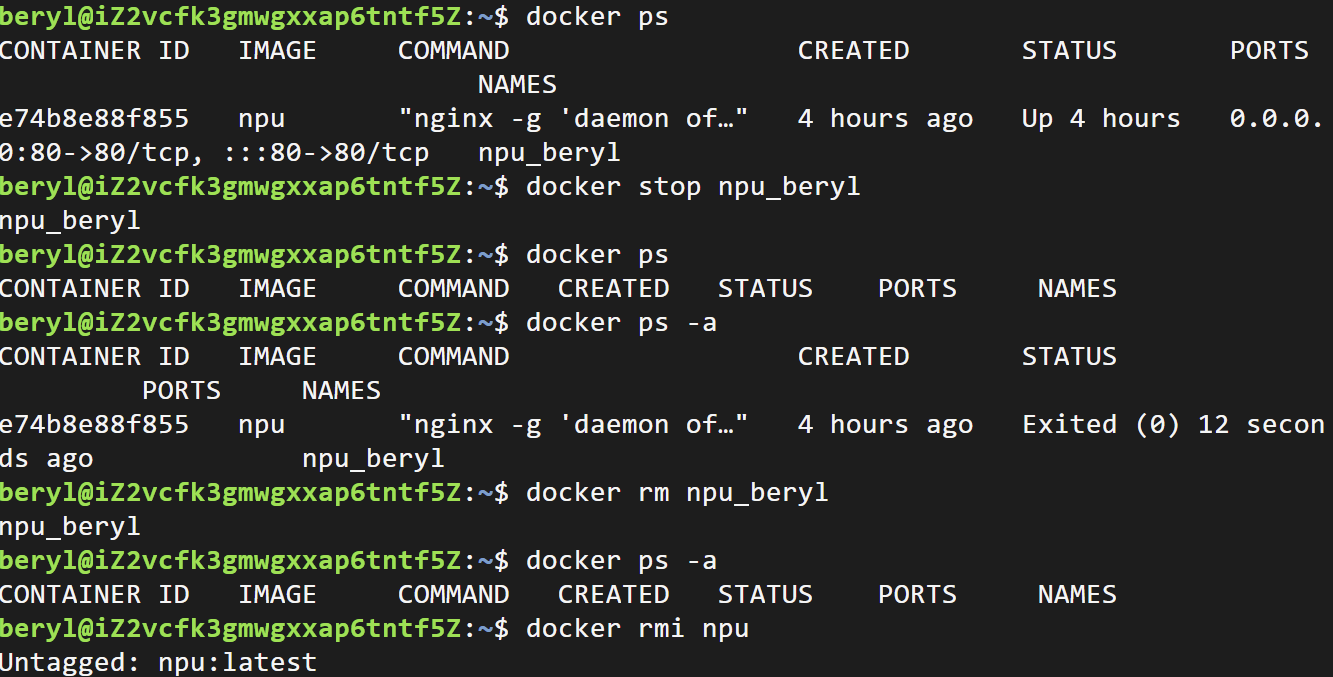 beryl@iZ2vcfk3gmwgxxap6tntf5Z:~$ docker ps
CONTAINER ID   IMAGE     COMMAND                  CREATED       STATUS       PORTS
                              NAMES
e74b8e88f855   npu       "nginx -g 'daemon of…"   4 hours ago   Up 4 hours   0.0.0.
0:80->80/tcp, :::80->80/tcp   npu_beryl
beryl@iZ2vcfk3gmwgxxap6tntf5Z:~$ docker stop npu_beryl
npu_beryl
beryl@iZ2vcfk3gmwgxxap6tntf5Z:~$ docker ps
CONTAINER ID   IMAGE     COMMAND   CREATED   STATUS    PORTS     NAMES
beryl@iZ2vcfk3gmwgxxap6tntf5Z:~$ docker ps -a
CONTAINER ID   IMAGE     COMMAND                  CREATED       STATUS
         PORTS     NAMES
e74b8e88f855   npu       "nginx -g 'daemon of…"   4 hours ago   Exited (0) 12 secon
ds ago             npu_beryl
beryl@iZ2vcfk3gmwgxxap6tntf5Z:~$ docker rm npu_beryl
npu_beryl
beryl@iZ2vcfk3gmwgxxap6tntf5Z:~$ docker ps -a
CONTAINER ID   IMAGE     COMMAND   CREATED   STATUS    PORTS     NAMES
beryl@iZ2vcfk3gmwgxxap6tntf5Z:~$ docker rmi npu
Untagged: npu:latest